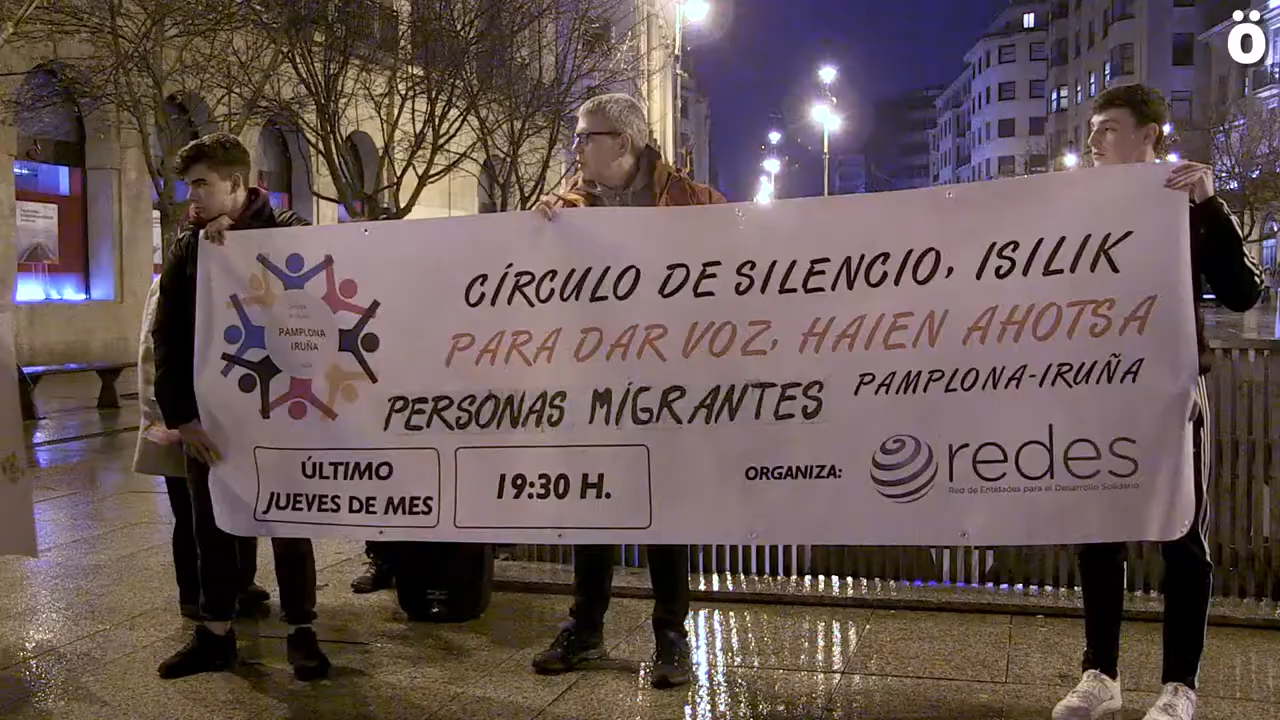 ö
CÍRCULO DE SILENCIO, ISILIK
PARA DAR VOZ, HAIEN AHOTSA
PERSONAS MIGRANTES
PAMPLONA-IRUÑA
PAMPLONA
IRUÑA
ÚLTIMO
JUEVES DE MES
19:30 H.
ORGANIZA:
redes
Red de Entidades para el Desarrollo Solidario